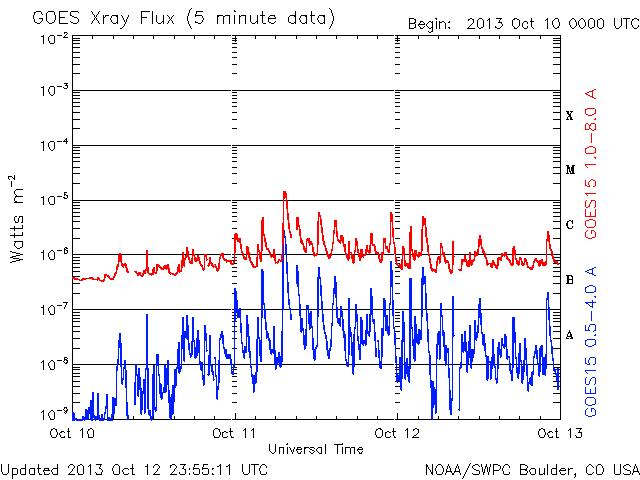 GOES Xray Flux (5 minute data)
Begin: 2013 Oct 10 0000 UTC
10⁻²
10⁻³
10⁻⁴
10⁻⁵
10⁻⁶
10⁻⁷
10⁻⁸
10⁻⁹
Watts m⁻²
X
M
C
B
A
GOES15 1.0-8.0 A
GOES15 0.5-4.0 A
Oct 10
Oct 11
Oct 12
Oct 13
Universal Time
Updated 2013 Oct 12 23:55:11 UTC
NOAA/SWPC Boulder, CO USA